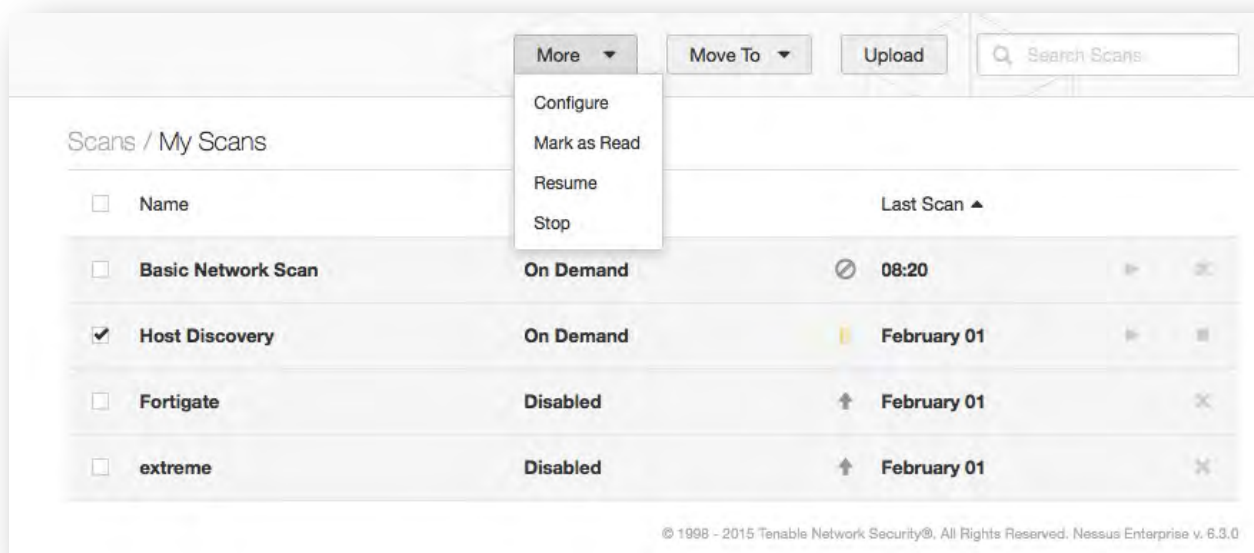 More Move To Upload Search Scans
Configure
Mark as Read
Resume
Stop
Scans / My Scans
Name Last Scan
Basic Network Scan On Demand 08:20
Host Discovery On Demand February 01
Fortigate Disabled February 01
extreme Disabled February 01
© 1998 - 2015 Tenable Network Security®. All Rights Reserved. Nessus Enterprise v. 6.3.0